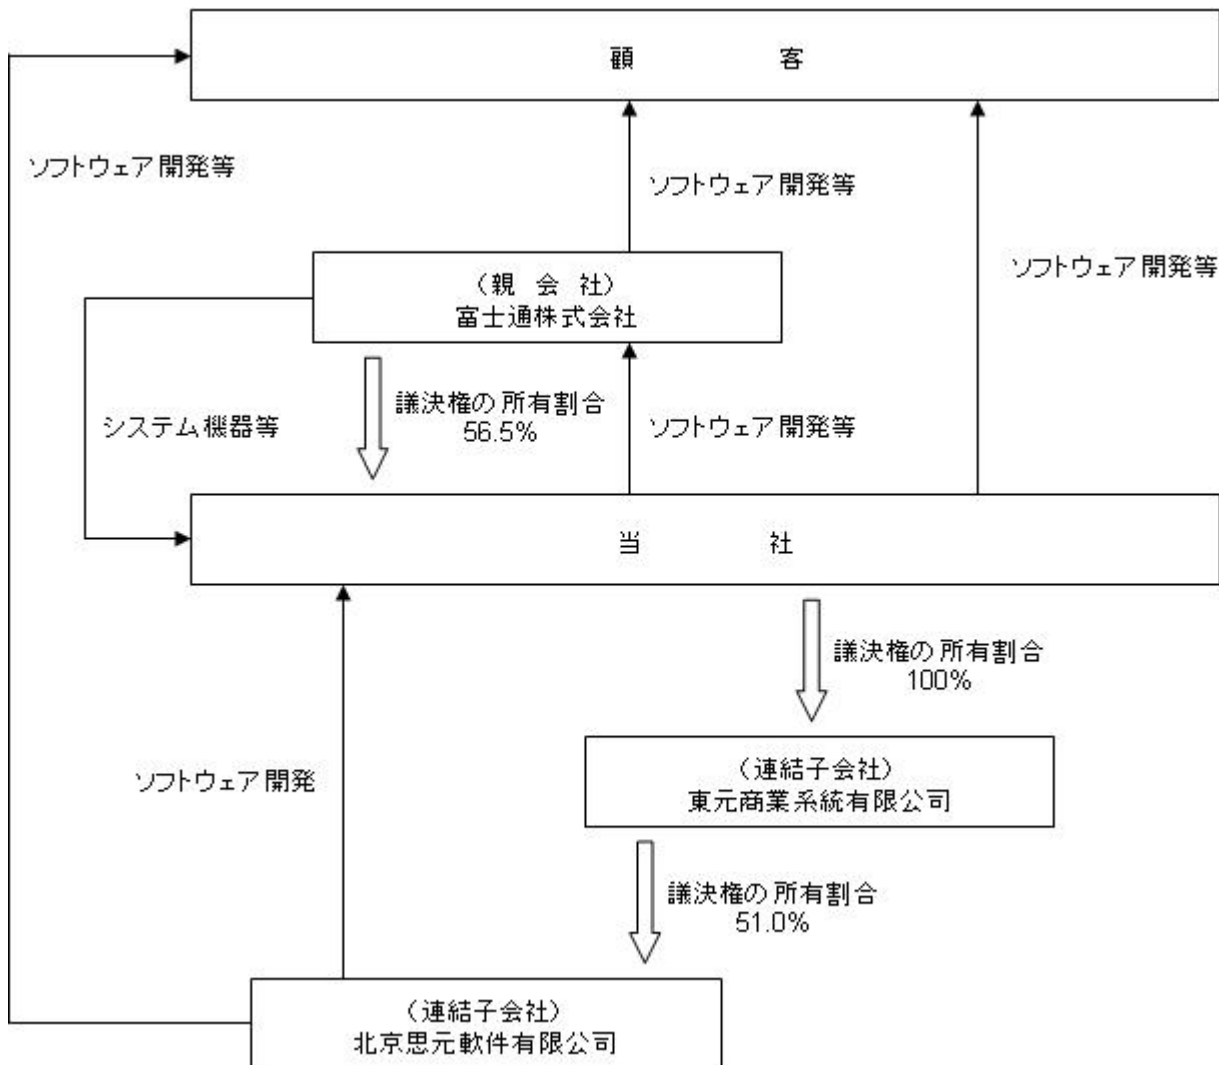 顧　　　　　客
ソフトウェア開発等
ソフトウェア開発等
ソフトウェア開発等
（親　会　社）
富士通株式会社
システム機器等
議決権の所有割合
56.5%
ソフトウェア開発等
当　　　　　社
議決権の所有割合
100%
ソフトウェア開発
（連結子会社）
東元商業系統有限公司
議決権の所有割合
51.0%
（連結子会社）
北京思元軟件有限公司